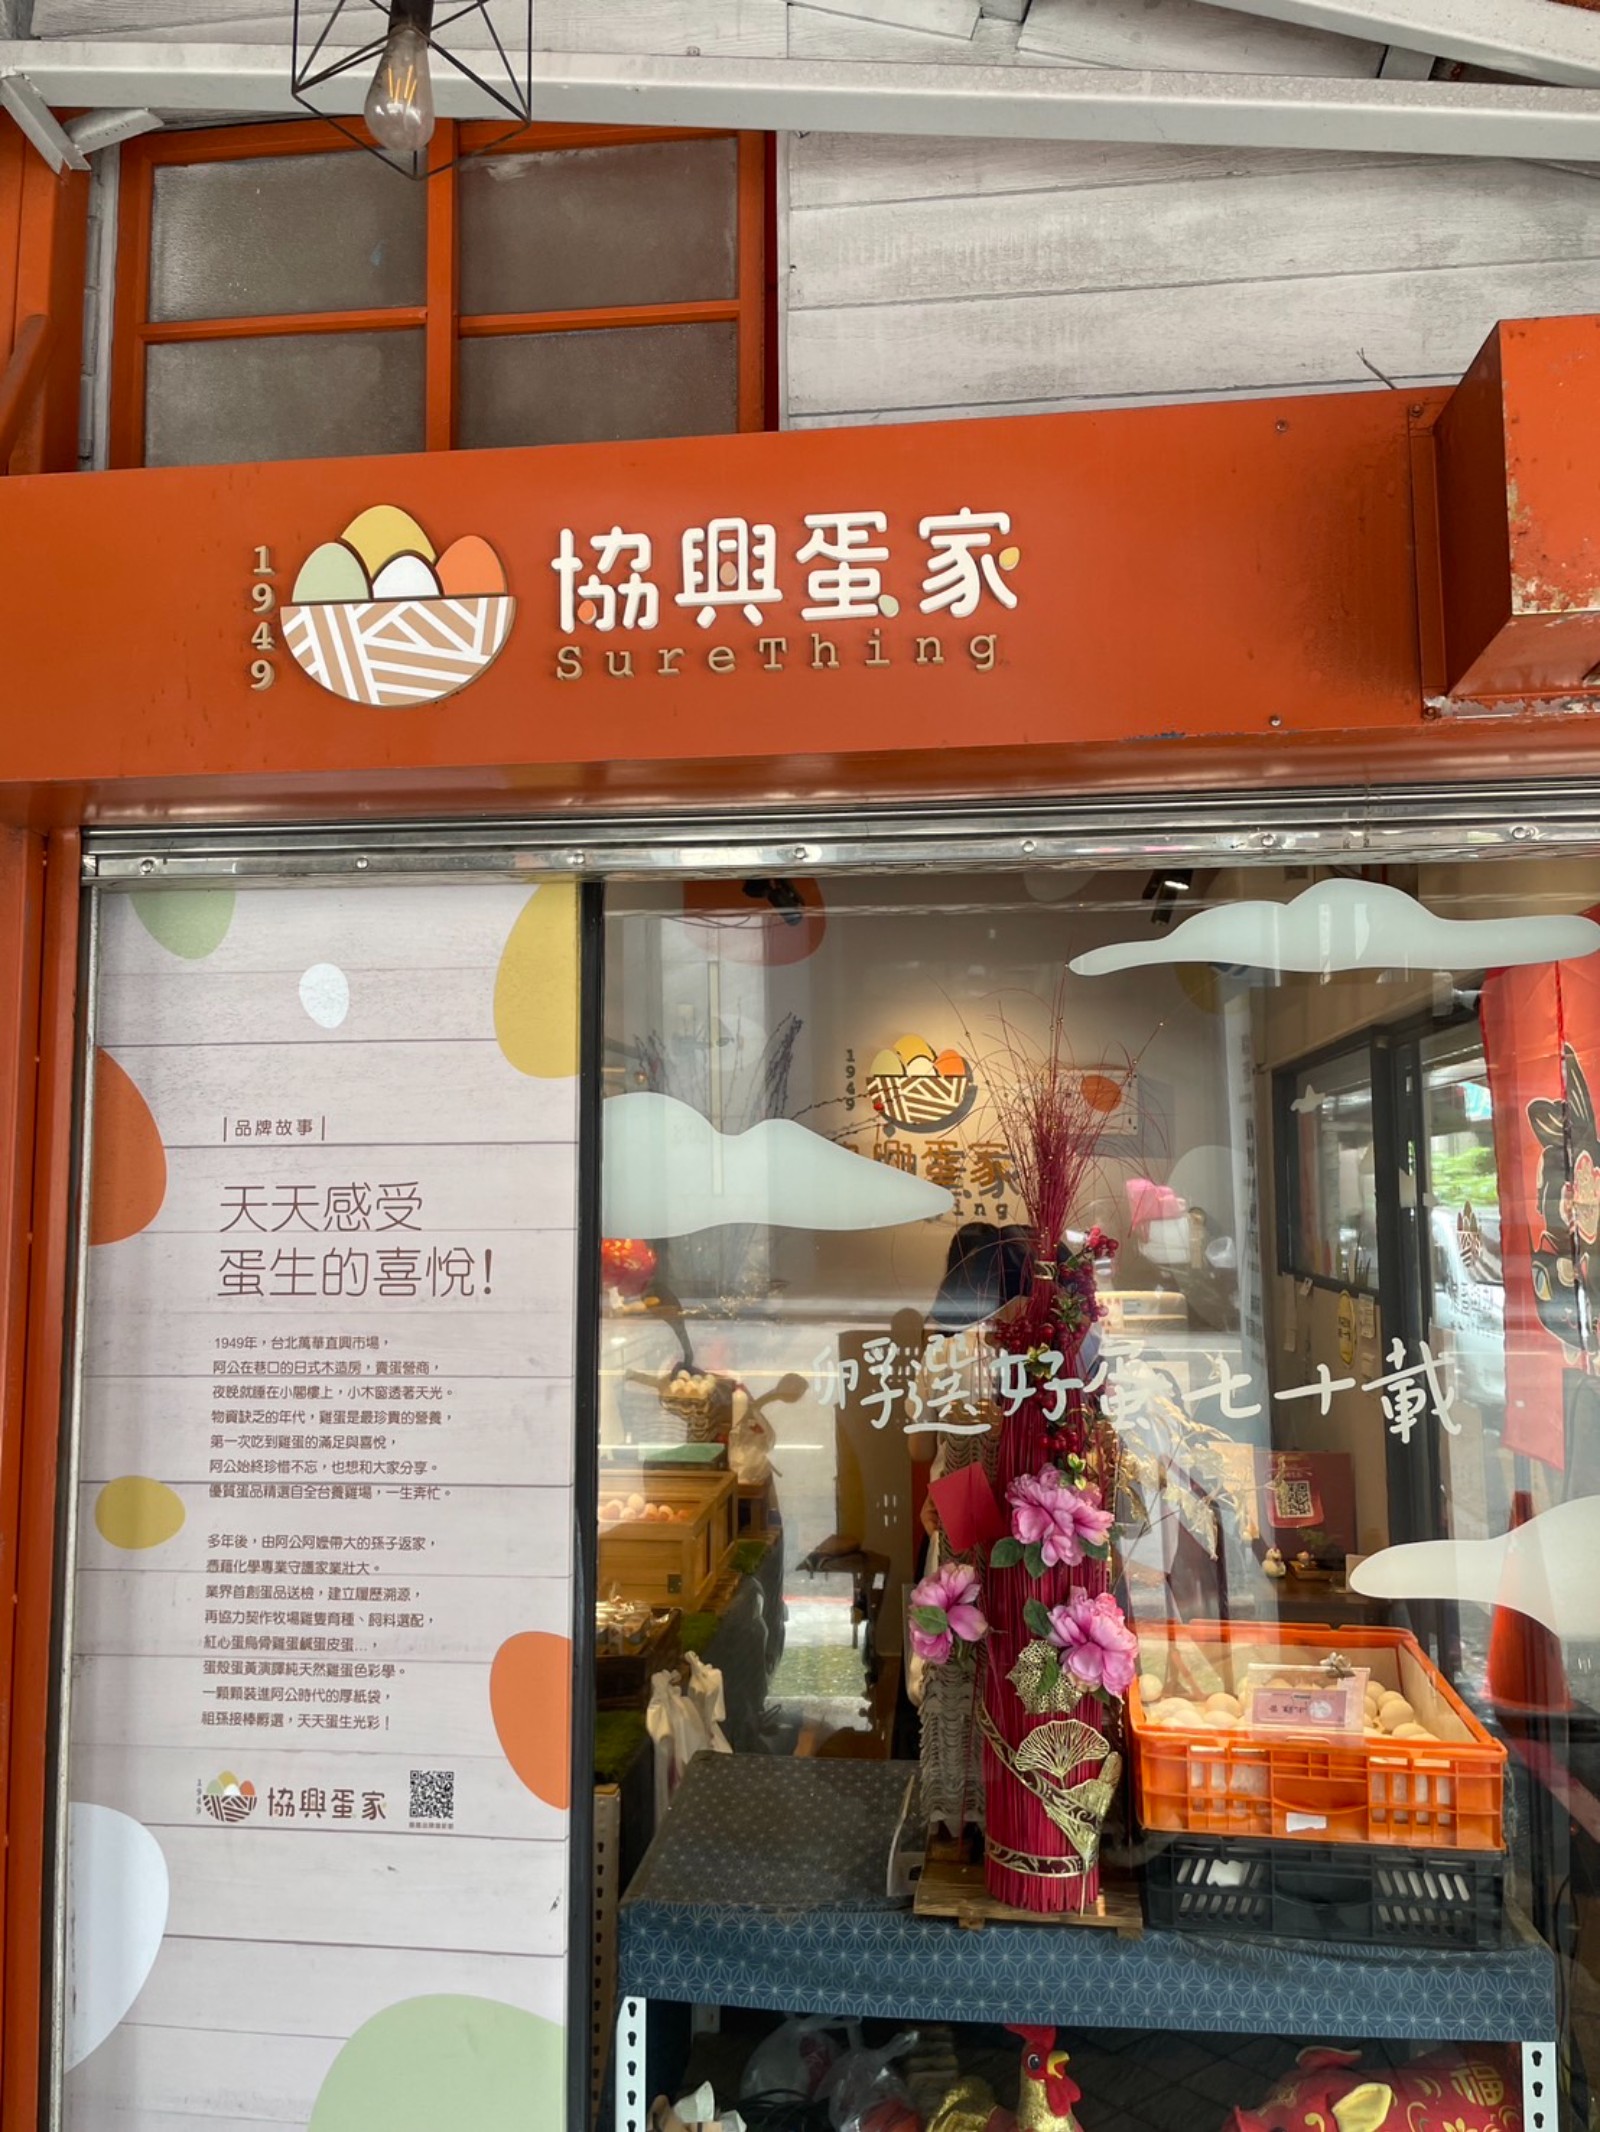 1949
協興蛋家
SureThing
|品牌故事|
天天感受
蛋生的喜悅!
1949年,台北萬華直興市場,
阿公在巷口的日式木造房,賣蛋營商,
夜晚就睡在小閣樓上,小木窗透著天光。
物資缺乏的年代,雞蛋是最珍貴的營養,
第一次吃到雞蛋的滿足與喜悅,
阿公始終珍惜不忘,也想和大家分享。
優質蛋品精選自全台養雞場,一生奔忙。
多年後,由阿公阿嬤帶大的孫子返家,
憑藉化學專業守護家業壯大。
業界首創蛋品送檢,建立履歷溯源,
再協力契作牧場雞隻育種、飼料選配,
紅心蛋烏骨雞蛋鹹蛋皮蛋...,
蛋殼蛋黃演譯純天然雞蛋色彩學。
一顆顆裝進阿公時代的厚紙袋,
祖孫接棒孵選,天天蛋生光彩!
1949
協興蛋家
1949
興蛋家
ing
孵選好蛋七十載
福